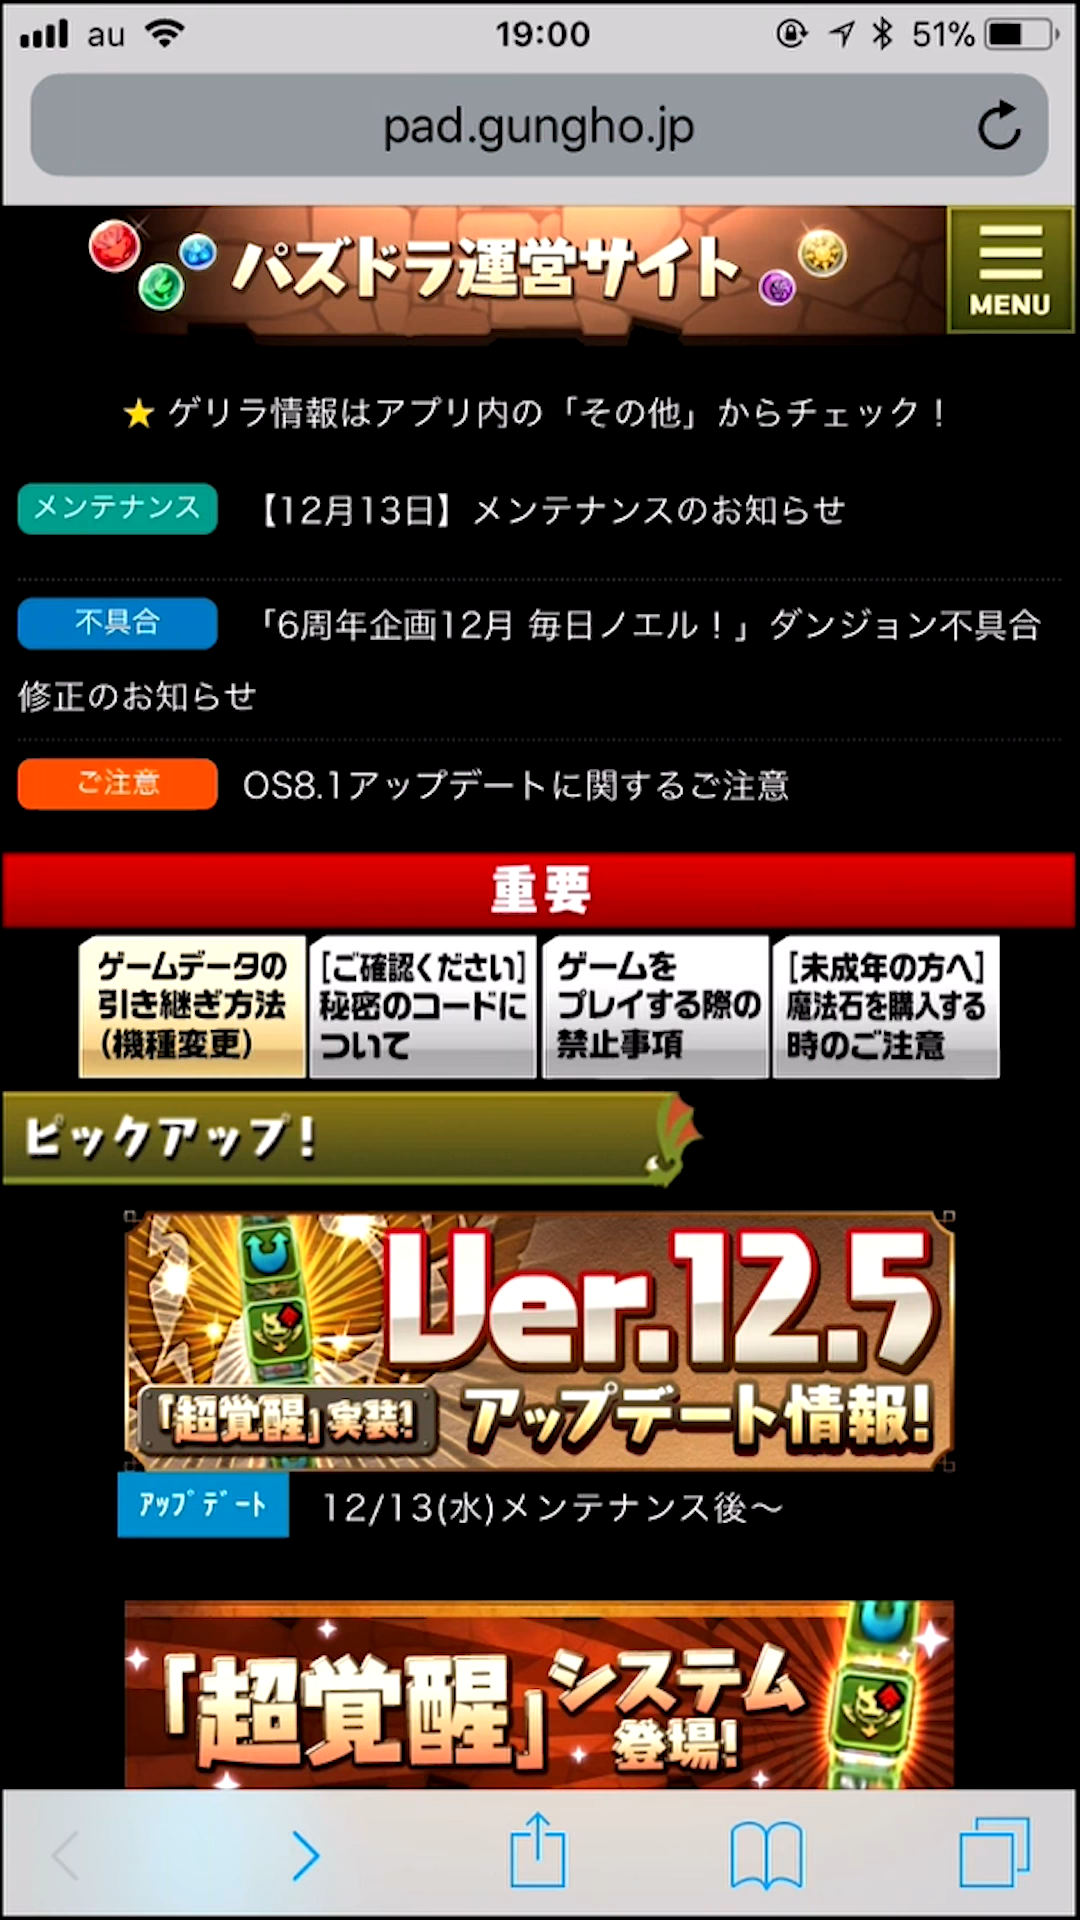 au 19:00 51%
pad.gungho.jp
パズドラ運営サイト
MENU
★ ゲリラ情報はアプリ内の「その他」からチェック！
メンテナンス 【12月13日】メンテナンスのお知らせ
不具合 「6周年企画12月 毎日ノエル！」ダンジョン不具合
修正のお知らせ
ご注意 OS8.1アップデートに関するご注意
重要
ゲームデータの
引き継ぎ方法
(機種変更)
[ご確認ください]
秘密のコードに
ついて
ゲームを
プレイする際の
禁止事項
[未成年の方へ]
魔法石を購入する
時のご注意
ピックアップ！
Ver.12.5
「超覚醒」実装！
アップデート情報！
ｱｯﾌﾟﾃﾞｰﾄ 12/13(水)メンテナンス後～
「超覚醒」システム
登場！